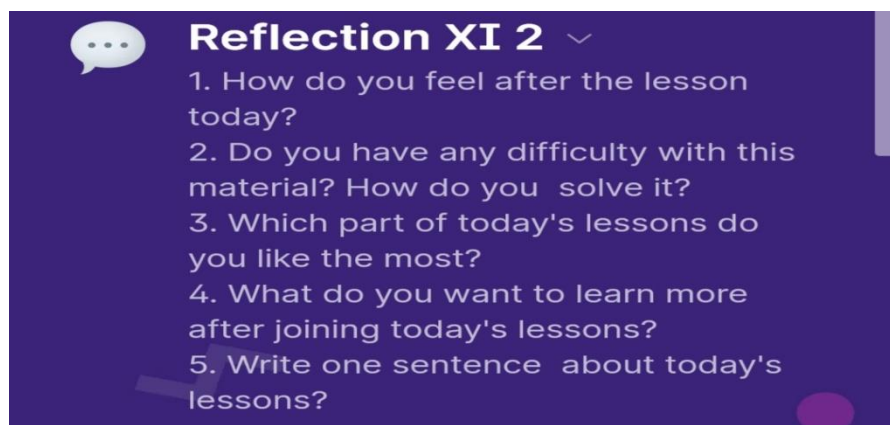 Reflection XI 2
1. How do you feel after the lesson
today?
2. Do you have any difficulty with this
material? How do you  solve it?
3. Which part of today's lessons do
you like the most?
4. What do you want to learn more
after joining today's lessons?
5. Write one sentence  about today's
lessons?